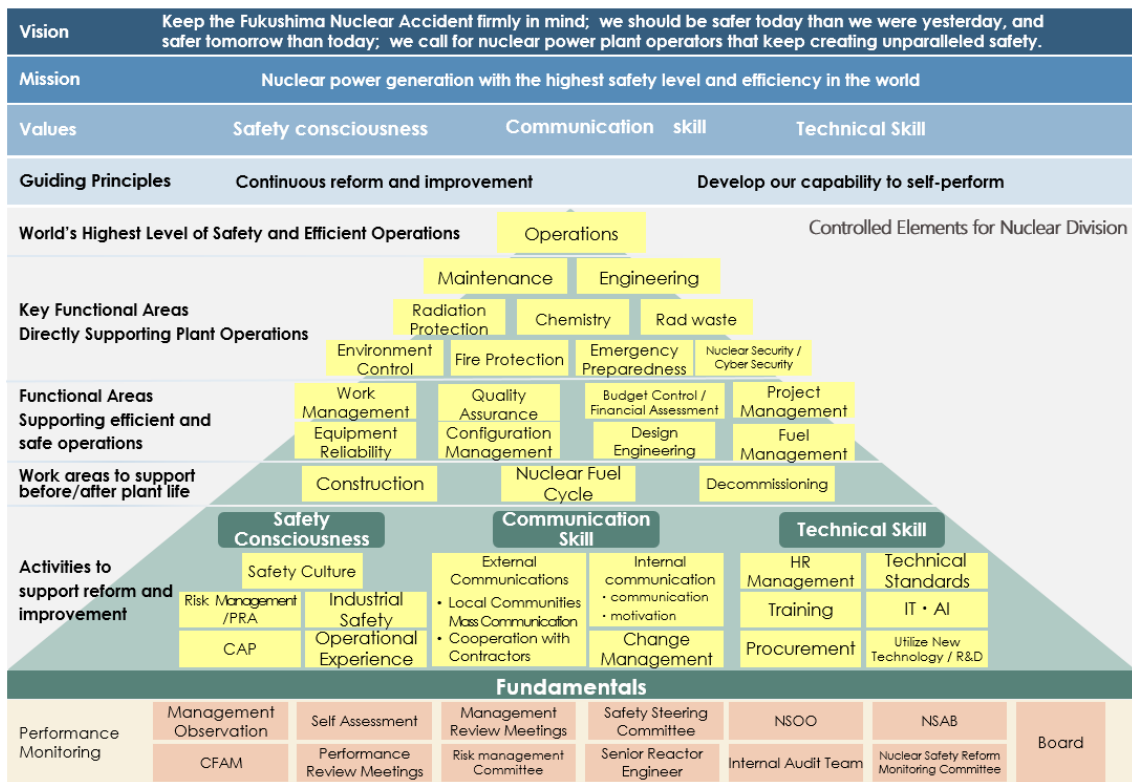 Vision
Keep the Fukushima Nuclear Accident firmly in mind; we should be safer today than we were yesterday, and
safer tomorrow than today; we call for nuclear power plant operators that keep creating unparalleled safety.
Mission
Nuclear power generation with the highest safety level and efficiency in the world
Values
Safety consciousness
Communication skill
Technical Skill
Guiding Principles
Continuous reform and improvement
Develop our capability to self-perform
Controlled Elements for Nuclear Division
World's Highest Level of Safety and Efficient Operations
Operations
Key Functional Areas
Directly Supporting Plant Operations
Maintenance
Engineering
Radiation
Protection
Chemistry
Rad waste
Environment
Control
Fire Protection
Emergency
Preparedness
Nuclear Security /
Cyber Security
Functional Areas
Supporting efficient and
safe operations
Work
Management
Quality
Assurance
Budget Control /
Financial Assessment
Project
Management
Equipment
Reliability
Configuration
Management
Design
Engineering
Fuel
Management
Work areas to support
before/after plant life
Construction
Nuclear Fuel
Cycle
Decommissioning
Activities to
support reform and
improvement
Safety
Consciousness
Safety Culture
Risk Management
/PRA
Industrial
Safety
CAP
Operational
Experience
Communication
Skill
External
Communications
• Local Communities
Mass Communication
• Cooperation with
Contractors
Internal
communication
・communication
・motivation
Change
Management
Technical Skill
HR
Management
Technical
Standards
Training
IT・AI
Procurement
Utilize New
Technology / R&D
Fundamentals
Performance
Monitoring
Management
Observation
Self Assessment
Management
Review Meetings
Safety Steering
Committee
NSOO
NSAB
Board
CFAM
Performance
Review Meetings
Risk management
Committee
Senior Reactor
Engineer
Internal Audit Team
Nuclear Safety Reform
Monitoring Committee